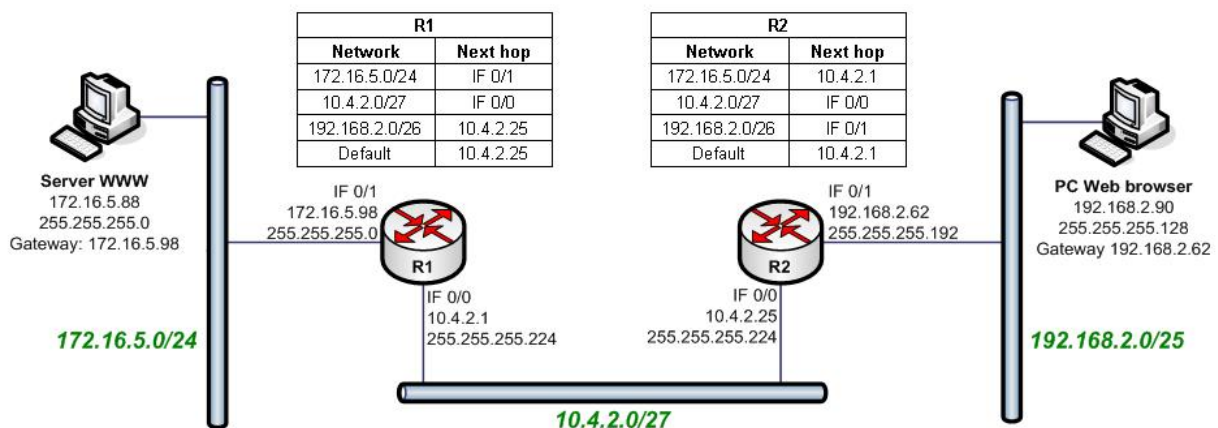 R1
Network Next hop
172.16.5.0/24 IF 0/1
10.4.2.0/27 IF 0/0
192.168.2.0/26 10.4.2.25
Default 10.4.2.25
R2
Network Next hop
172.16.5.0/24 10.4.2.1
10.4.2.0/27 IF 0/0
192.168.2.0/26 IF 0/1
Default 10.4.2.1
Server WWW
172.16.5.88
255.255.255.0
Gateway: 172.16.5.98
IF 0/1
172.16.5.98
255.255.255.0
R1
IF 0/0
10.4.2.1
255.255.255.224
IF 0/1
192.168.2.62
255.255.255.192
R2
IF 0/0
10.4.2.25
255.255.255.224
PC Web browser
192.168.2.90
255.255.255.128
Gateway 192.168.2.62
172.16.5.0/24
192.168.2.0/25
10.4.2.0/27